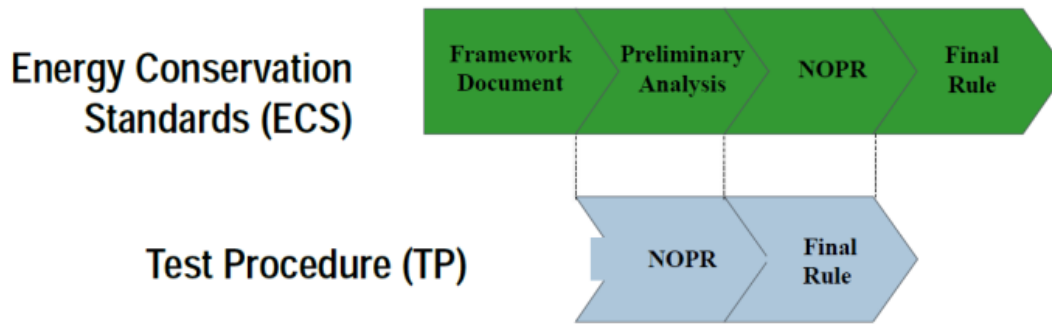 Energy Conservation
Standards (ECS)
Framework
Document
Preliminary
Analysis
NOPR
Final
Rule
Test Procedure (TP)
NOPR
Final
Rule